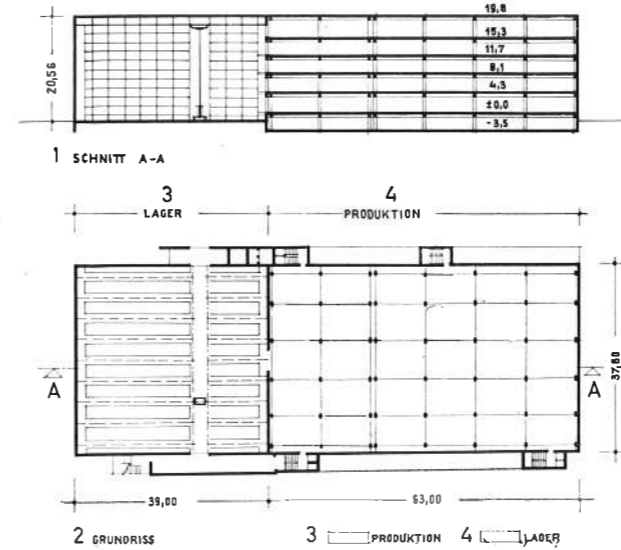 19,8
15,3
11,7
8,1
4,3
±0,0
-3,5
20,56
1 SCHNITT A-A
3 4
LAGER PRODUKTION
A A
37,80
39,00 63,00
2 GRUNDRISS 3 PRODUKTION 4 LAGER